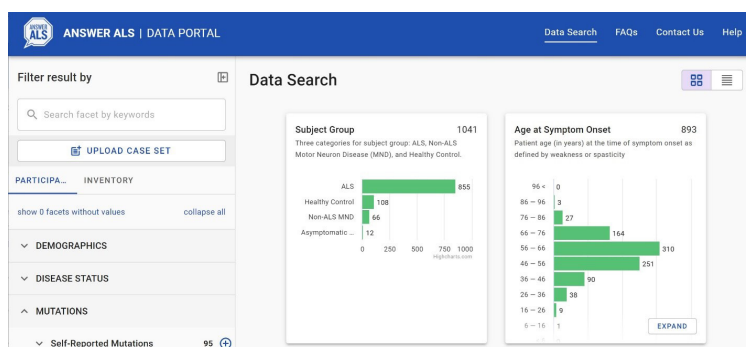 ANSWER ALS
ANSWER ALS | DATA PORTAL
Data Search
FAQs
Contact Us
Help
Filter result by
Search facet by keywords
UPLOAD CASE SET
PARTICIPA...
INVENTORY
show 0 facets without values
collapse all
DEMOGRAPHICS
DISEASE STATUS
MUTATIONS
Self-Reported Mutations 95
Data Search
Subject Group 1041
Three categories for subject group: ALS, Non-ALS
Motor Neuron Disease (MND), and Healthy Control.
ALS 855
Healthy Control 108
Non-ALS MND 66
Asymptomatic ... 12
0 250 500 750 1000
Highcharts.com
Age at Symptom Onset 893
Patient age (in years) at the time of symptom onset as
defined by weakness or spasticity
96 < 0
86 – 96 3
76 – 86 27
66 – 76 164
56 – 66 310
46 – 56 251
36 – 46 90
26 – 36 38
16 – 26 9
6 – 16 1
EXPAND